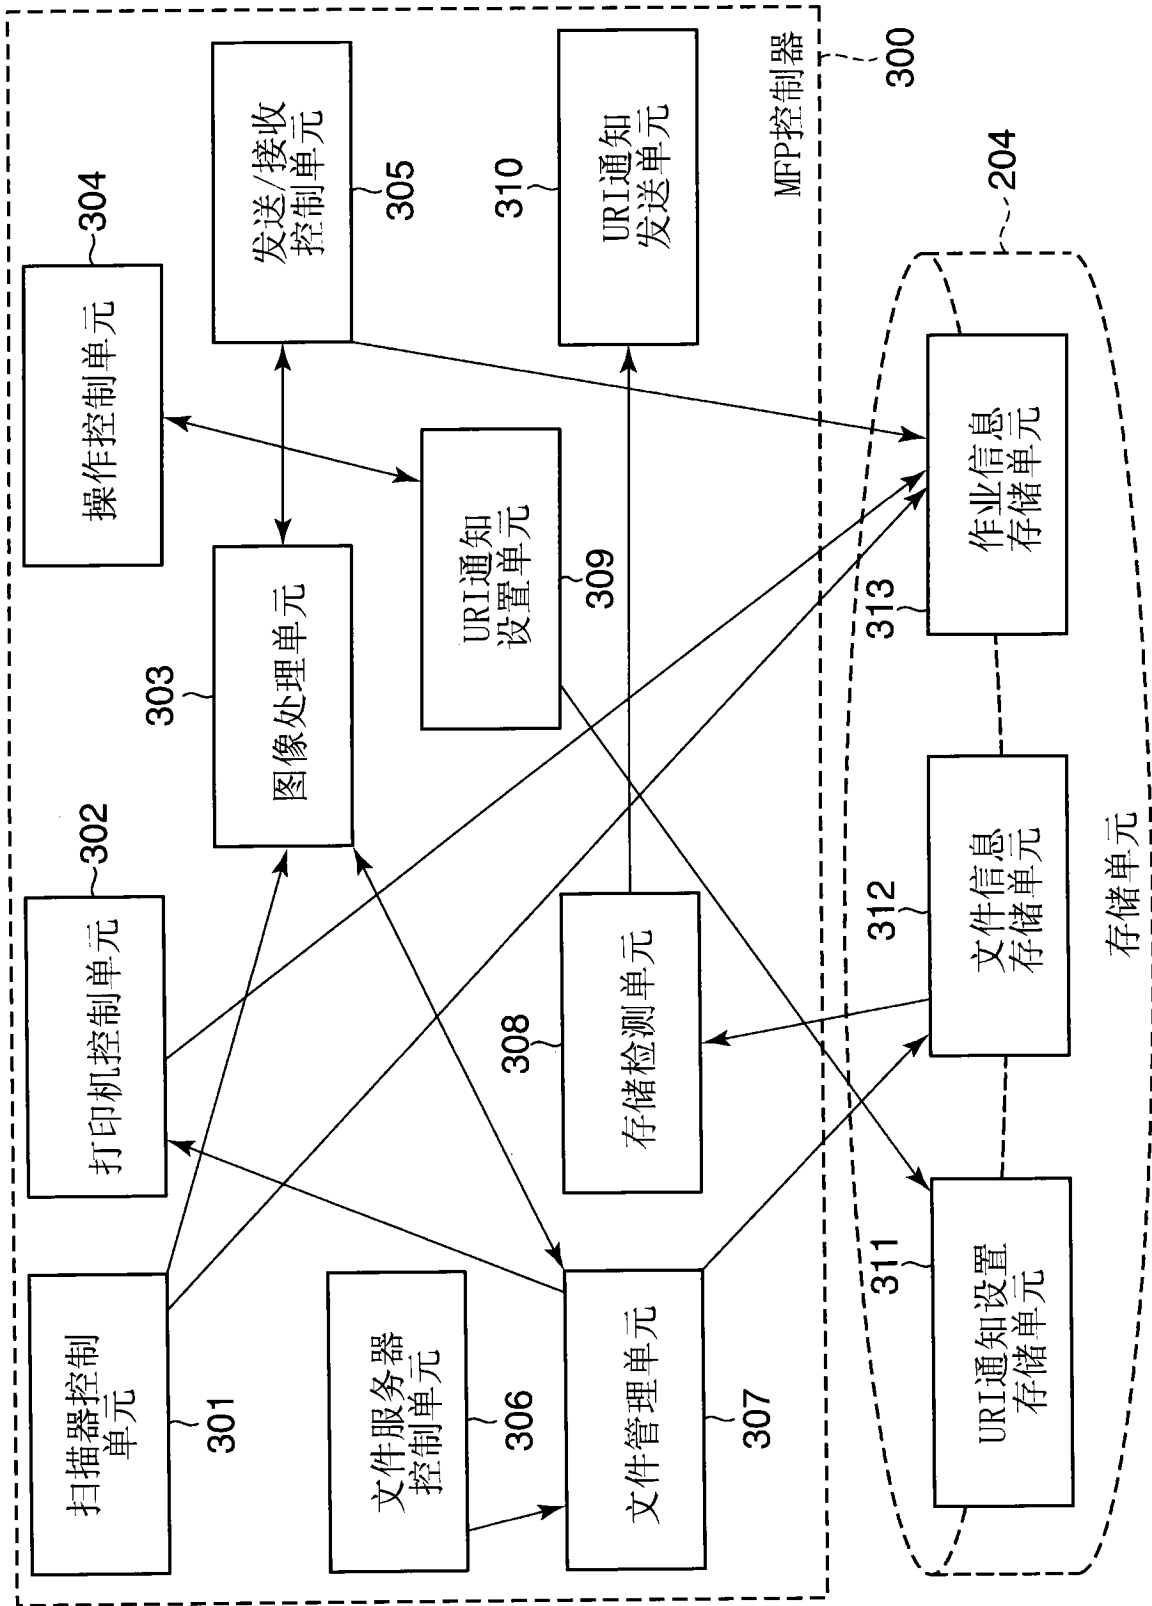 301
扫描器控制
单元
302
打印机控制单元
303
图像处理单元
304
操作控制单元
发送/接收
控制单元
305
306
文件服务器
控制单元
309
URI通知
设置单元
307
文件管理单元
308
存储检测单元
310
URI通知
发送单元
MFP控制器
300
311
URI通知设置
存储单元
312
文件信息
存储单元
313
作业信息
存储单元
204
存储单元